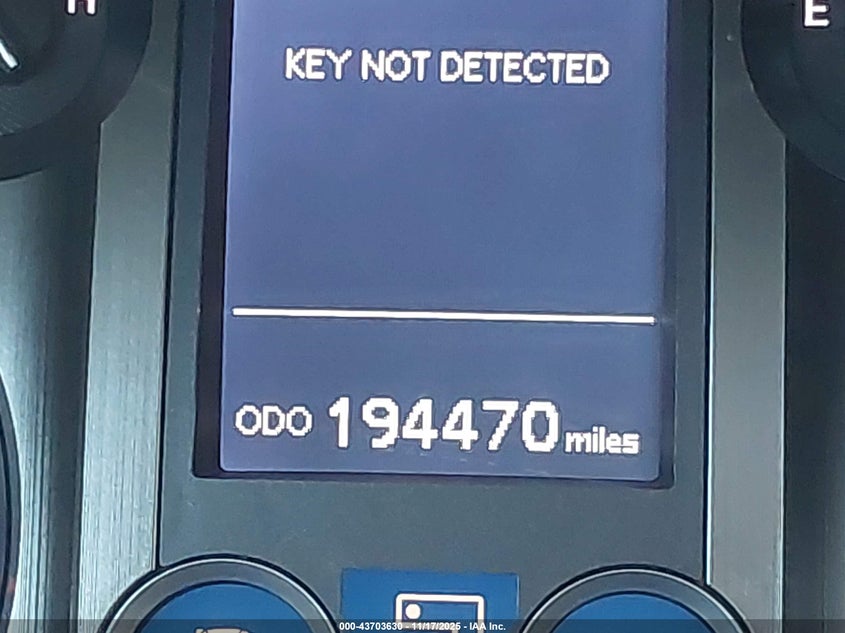 H
E
KEY NOT DETECTED
ODO 194470 miles
000-43703630 - 11/17/2025 - IAA Inc.